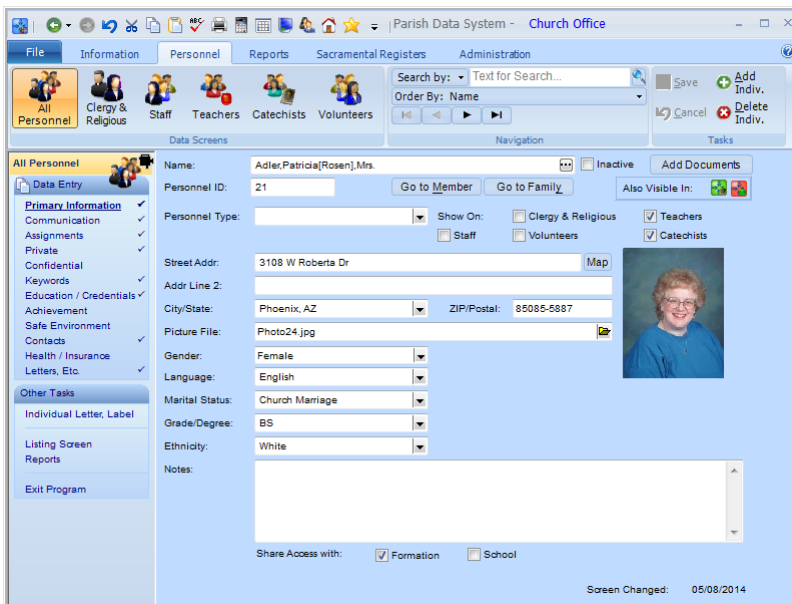 Parish Data System - Church Office
File Information Personnel Reports Sacramental Registers Administration
ABC
All Personnel
Clergy & Religious
Staff
Teachers
Catechists
Volunteers
Data Screens
Search by: Text for Search...
Order By: Name
Navigation
Save
Cancel
Add Indiv.
Delete Indiv.
Tasks
All Personnel
Data Entry
Primary Information
Communication
Assignments
Private
Confidential
Keywords
Education / Credentials
Achievement
Safe Environment
Contacts
Health / Insurance
Letters, Etc.
Other Tasks
Individual Letter, Label
Listing Screen
Reports
Exit Program
Name: Adler,Patricia[Rosen],Mrs. Inactive Add Documents
Personnel ID: 21 Go to Member Go to Family Also Visible In:
Personnel Type: Show On: Clergy & Religious Teachers
Staff Volunteers Catechists
Street Addr: 3108 W Roberta Dr Map
Addr Line 2:
City/State: Phoenix, AZ ZIP/Postal: 85085-5887
Picture File: Photo24.jpg
Gender: Female
Language: English
Marital Status: Church Marriage
Grade/Degree: BS
Ethnicity: White
Notes:
Share Access with: Formation School
Screen Changed: 05/08/2014